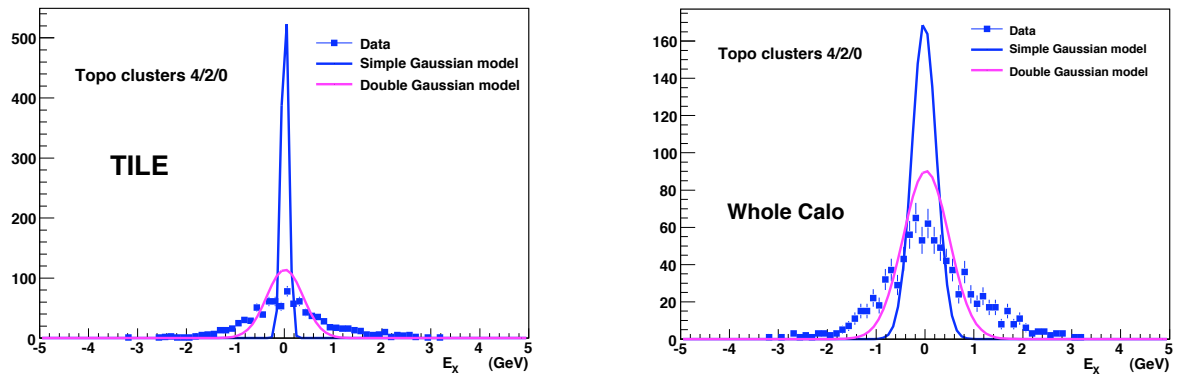 500
400
300
200
100
0
Topo clusters 4/2/0
TILE
Data
Simple Gaussian model
Double Gaussian model
-5 -4 -3 -2 -1 0 1 2 3 4 5
E_X (GeV)
160
140
120
100
80
60
40
20
0
Topo clusters 4/2/0
Whole Calo
Data
Simple Gaussian model
Double Gaussian model
-5 -4 -3 -2 -1 0 1 2 3 4 5
E_X (GeV)